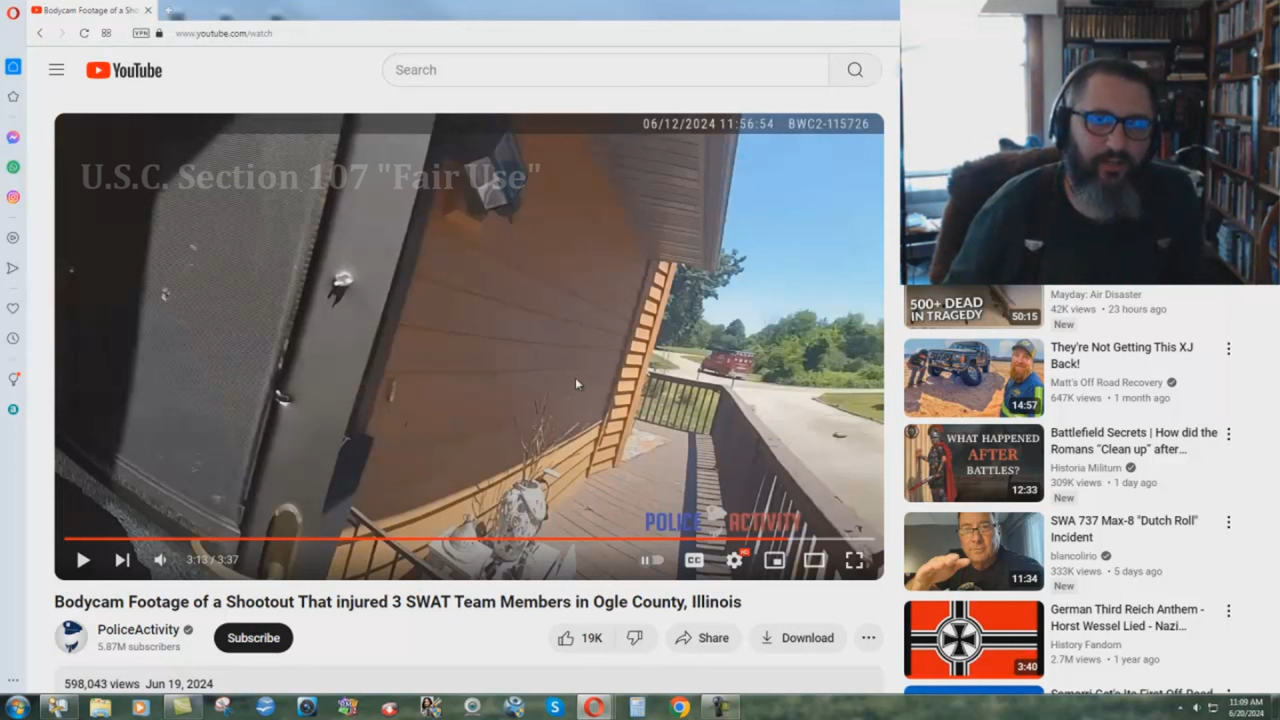 Bodycam Footage of a Sho
VPN
www.youtube.com/watch
YouTube
Search
06/12/2024 11:56:54 BWC2-115726
U.S.C. Section 107 "Fair Use"
POLICE ACTIVITY
3:13 / 3:37
CC
HD
Bodycam Footage of a Shootout That injured 3 SWAT Team Members in Ogle County, Illinois
PoliceActivity
5.87M subscribers
Subscribe
19K
Share
Download
598,043 views Jun 19, 2024
500+ DEAD
IN TRAGEDY
50:15
Mayday: Air Disaster
42K views • 23 hours ago
New
14:57
They're Not Getting This XJ
Back!
Matt's Off Road Recovery
647K views • 1 month ago
WHAT HAPPENED
AFTER
BATTLES?
12:33
Battlefield Secrets | How did the
Romans "Clean up" after...
Historia Militum
309K views • 1 day ago
New
11:34
SWA 737 Max-8 "Dutch Roll"
Incident
blancolirio
333K views • 5 days ago
New
3:40
German Third Reich Anthem -
Horst Wessel Lied - Nazi...
History Fandom
2.7M views • 1 year ago
11:09 AM
6/20/2024